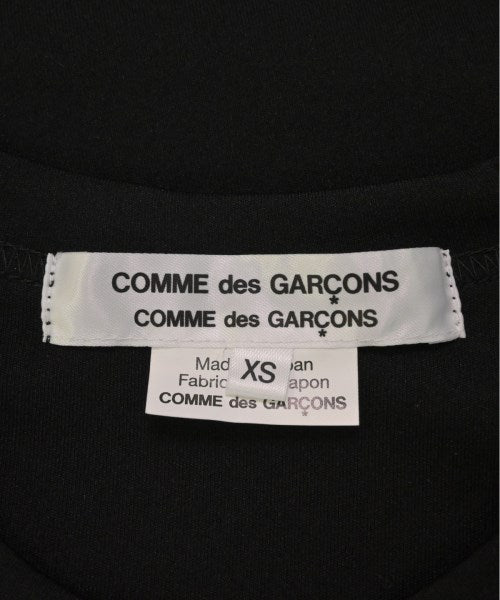 COMME des GARÇONS
COMME des GARÇONS
XS
Mad pan
Fabric apon
COMME des GARÇONS